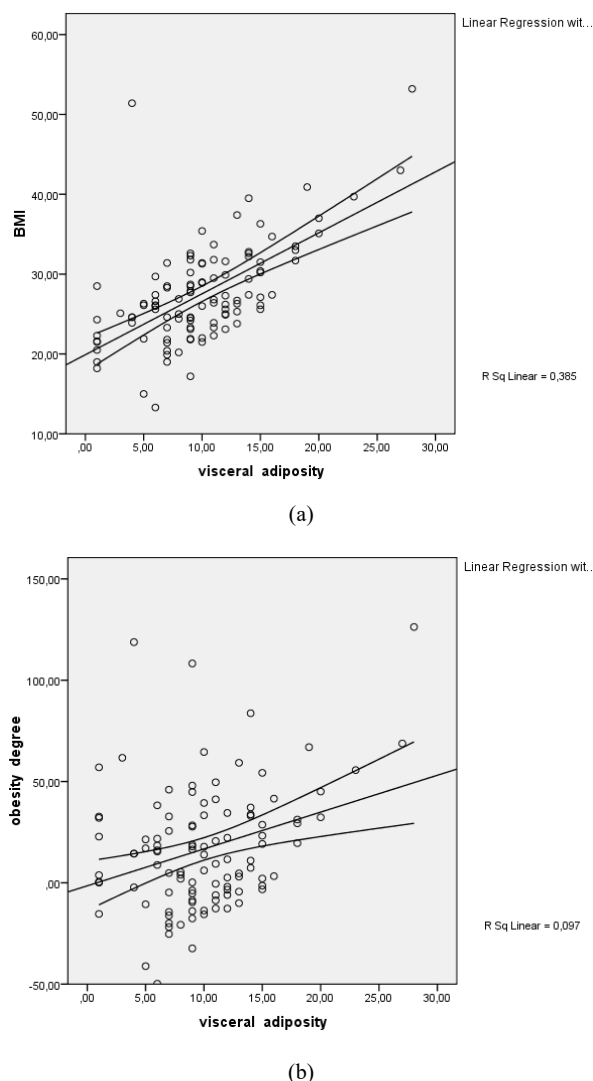 Linear Regression wit...
60,00
50,00
BMI
40,00
30,00
20,00
10,00
R Sq Linear = 0,385
,00 5,00 10,00 15,00 20,00 25,00 30,00
visceral adiposity
(a)
Linear Regression wit...
150,00
100,00
obesity degree
50,00
,00
R Sq Linear = 0,097
-50,00
,00 5,00 10,00 15,00 20,00 25,00 30,00
visceral adiposity
(b)